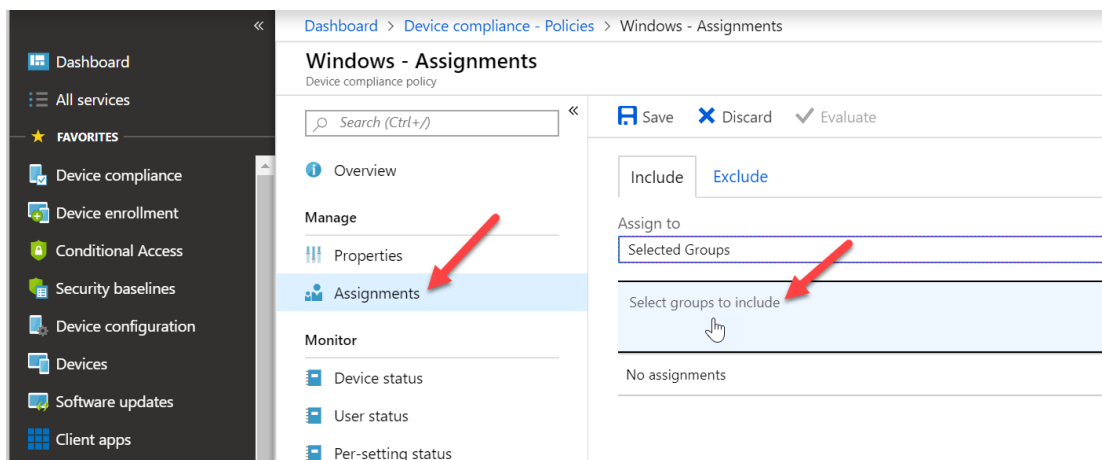 Dashboard > Device compliance - Policies > Windows - Assignments
Windows - Assignments
Device compliance policy
«
Dashboard
All services
FAVORITES
Device compliance
Device enrollment
Conditional Access
Security baselines
Device configuration
Devices
Software updates
Client apps
Search (Ctrl+/)
«
Overview
Manage
Properties
Assignments
Monitor
Device status
User status
Per-setting status
Save Discard Evaluate
Include Exclude
Assign to
Selected Groups
Select groups to include
No assignments